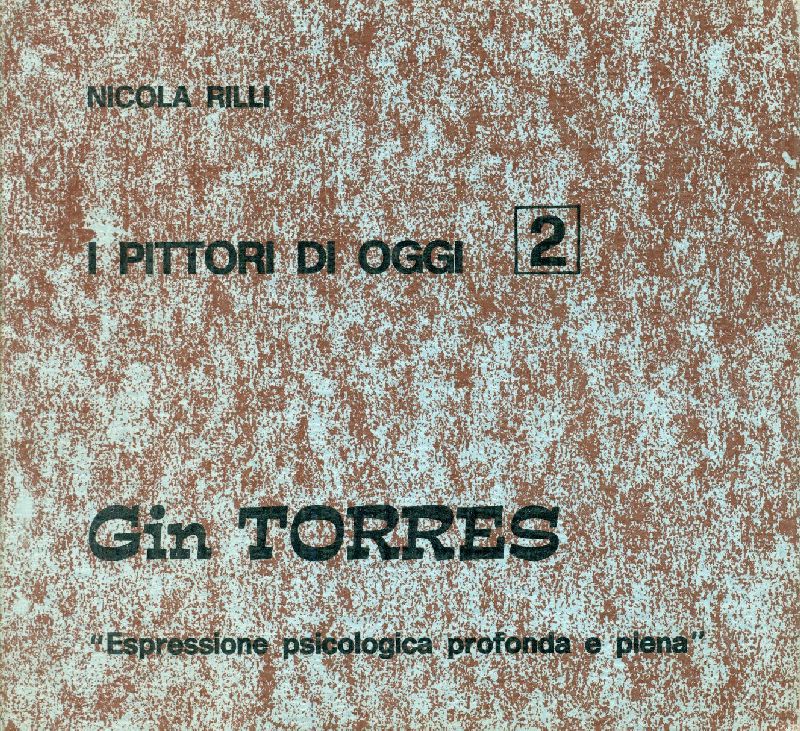 NICOLA RILLI
I PITTORI DI OGGI 2
Gin TORRES
"Espressione psicologica profonda e piena"